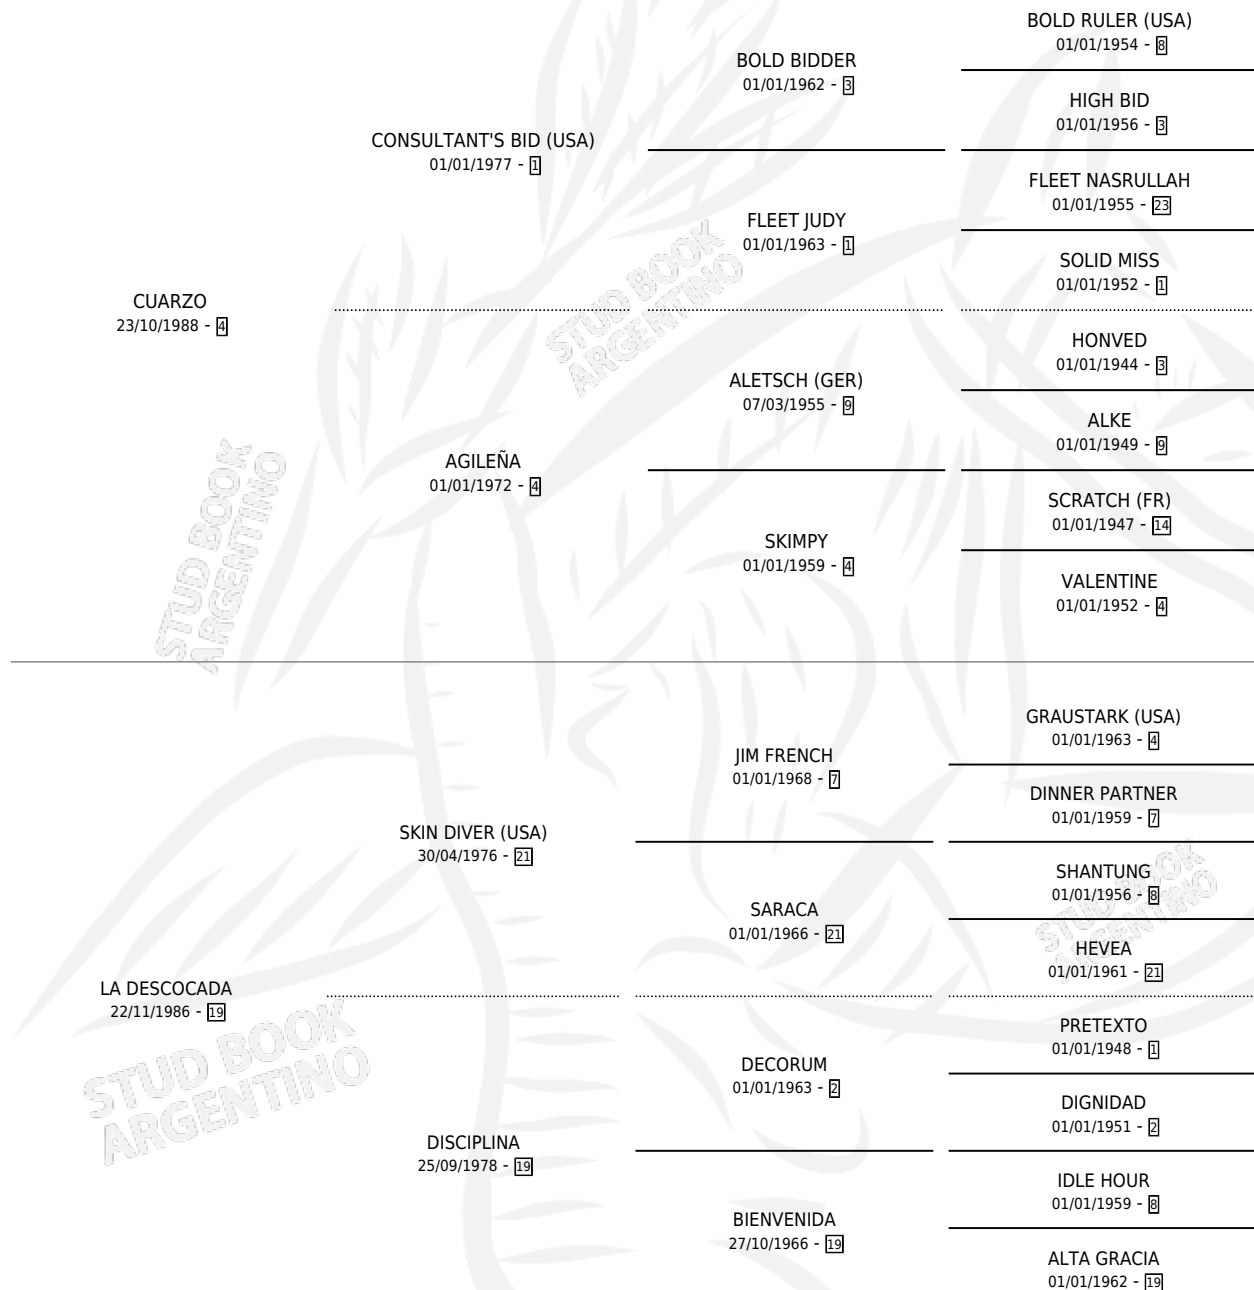 BOLD RULER (USA)
01/01/1954 - 8
BOLD BIDDER
01/01/1962 - 3
HIGH BID
01/01/1956 - 3
CONSULTANT'S BID (USA)
01/01/1977 - 1
FLEET NASRULLAH
01/01/1955 - 23
FLEET JUDY
01/01/1963 - 1
SOLID MISS
01/01/1952 - 1
CUARZO
23/10/1988 - 4
HONVED
01/01/1944 - 3
ALETSCH (GER)
07/03/1955 - 9
ALKE
01/01/1949 - 9
AGILEÑA
01/01/1972 - 4
SCRATCH (FR)
01/01/1947 - 14
SKIMPY
01/01/1959 - 4
VALENTINE
01/01/1952 - 4
GRAUSTARK (USA)
01/01/1963 - 4
JIM FRENCH
01/01/1968 - 7
DINNER PARTNER
01/01/1959 - 7
SKIN DIVER (USA)
30/04/1976 - 21
SHANTUNG
01/01/1956 - 8
SARACA
01/01/1966 - 21
HEVEA
01/01/1961 - 21
LA DESCOCADA
22/11/1986 - 19
PRETEXTO
01/01/1948 - 1
DECORUM
01/01/1963 - 2
DIGNIDAD
01/01/1951 - 2
DISCIPLINA
25/09/1978 - 19
IDLE HOUR
01/01/1959 - 8
BIENVENIDA
27/10/1966 - 19
ALTA GRACIA
01/01/1962 - 19
STUD BOOK
ARGENTINO
STUD BOOK
ARGENTINO
STUD BOOK
ARGENTINO
STUD BOOK
ARGENTINO